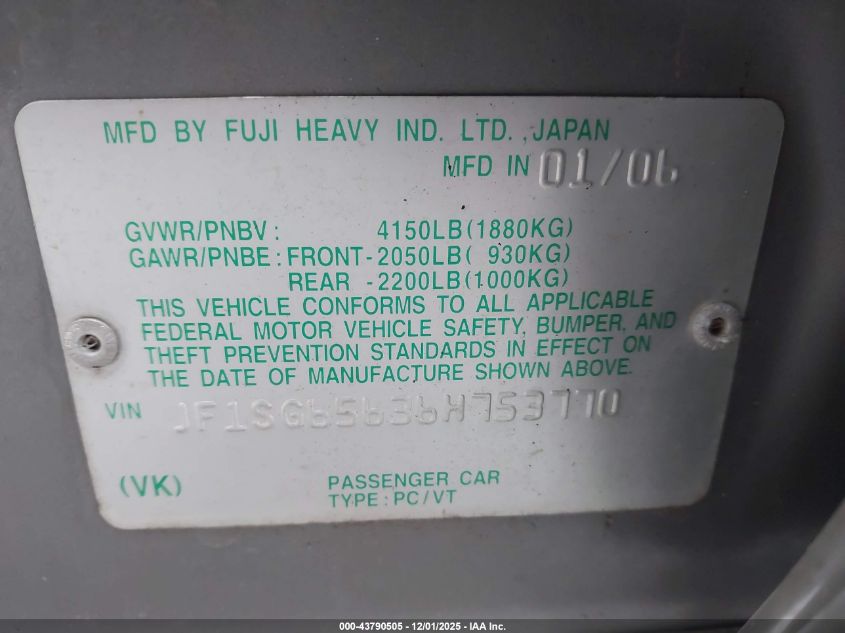 MFD BY FUJI HEAVY IND. LTD., JAPAN
MFD IN 01/06
GVWR/PNBV: 4150LB(1880KG)
GAWR/PNBE: FRONT-2050LB( 930KG)
REAR -2200LB(1000KG)
THIS VEHICLE CONFORMS TO ALL APPLICABLE
FEDERAL MOTOR VEHICLE SAFETY, BUMPER, AND
THEFT PREVENTION STANDARDS IN EFFECT ON
THE DATE OF MANUFACTURE SHOWN ABOVE.
VIN JF1SG65636H753770
(VK) PASSENGER CAR
TYPE: PC/VT
000-43790505 - 12/01/2025 - IAA Inc.